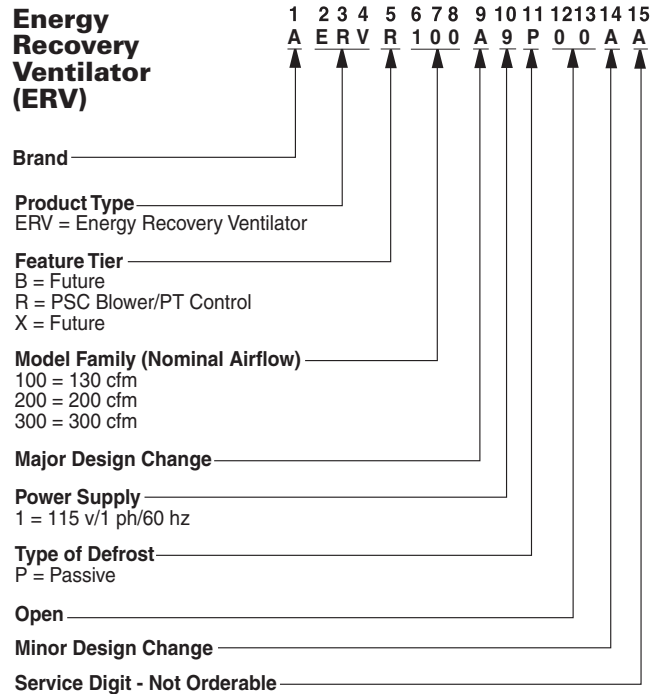 Energy
Recovery
Ventilator
(ERV)
1 2 3 4 5 6 7 8 9 10 11 12 13 14 15
A E R V R 1 0 0 A 9 P 0 0 A A
Brand
Product Type
ERV = Energy Recovery Ventilator
Feature Tier
B = Future
R = PSC Blower/PT Control
X = Future
Model Family (Nominal Airflow)
100 = 130 cfm
200 = 200 cfm
300 = 300 cfm
Major Design Change
Power Supply
1 = 115 v/1 ph/60 hz
Type of Defrost
P = Passive
Open
Minor Design Change
Service Digit - Not Orderable